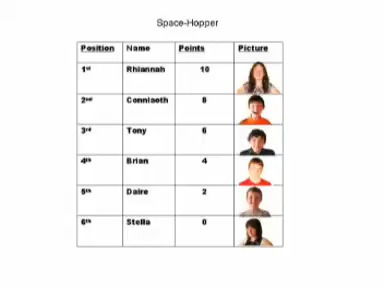 Space-Hopper
Position Name Points Picture
1st Rhiannah 10
2nd Connlaoth 8
3rd Tony 6
4th Brian 4
5th Daire 2
6th Stella 0